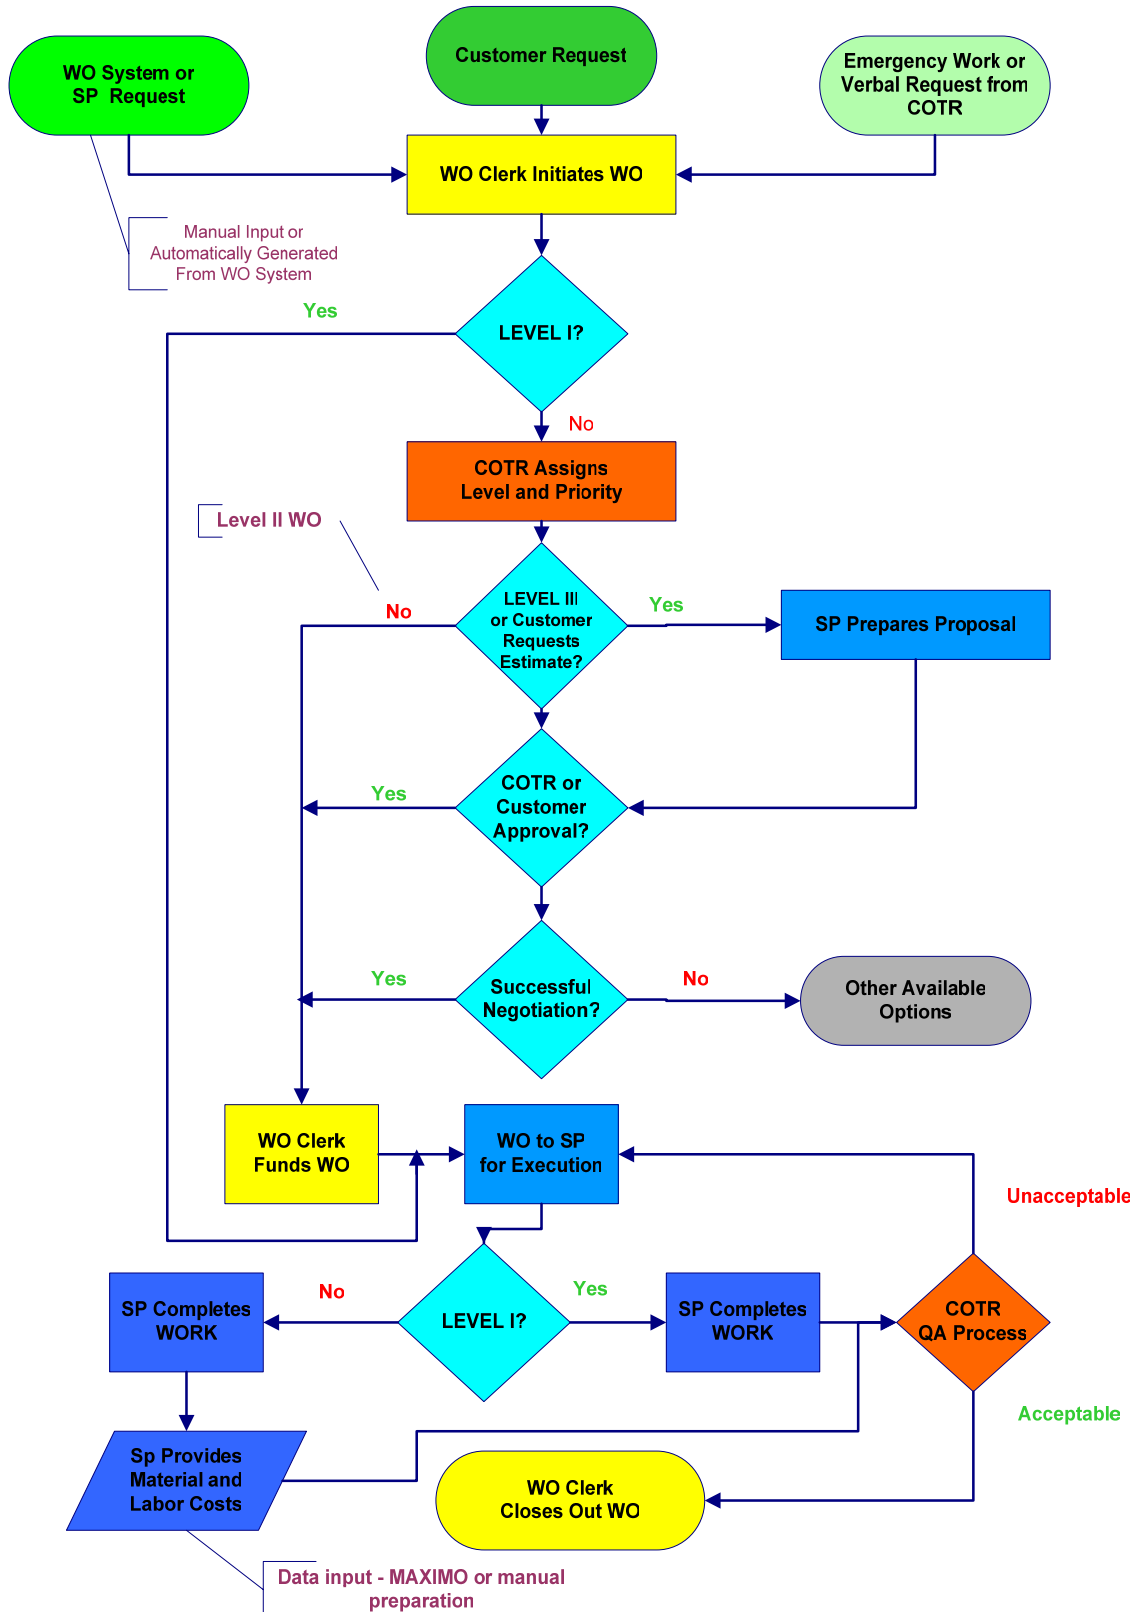 Customer Request
WO System or
SP  Request
Emergency Work or
Verbal Request from
COTR
WO Clerk Initiates WO
Manual Input or
Automatically Generated
From WO System
Yes
LEVEL I?
No
COTR Assigns
Level and Priority
Level II WO
No
LEVEL III
or Customer
Requests
Estimate?
Yes
SP Prepares Proposal
Yes
COTR or
Customer
Approval?
Yes
Successful
Negotiation?
No
Other Available
Options
WO Clerk
Funds WO
WO to SP
for Execution
Unacceptable
SP Completes
WORK
No
LEVEL I?
Yes
SP Completes
WORK
COTR
QA Process
Acceptable
Sp Provides
Material and
Labor Costs
WO Clerk
Closes Out WO
Data input - MAXIMO or manual
preparation